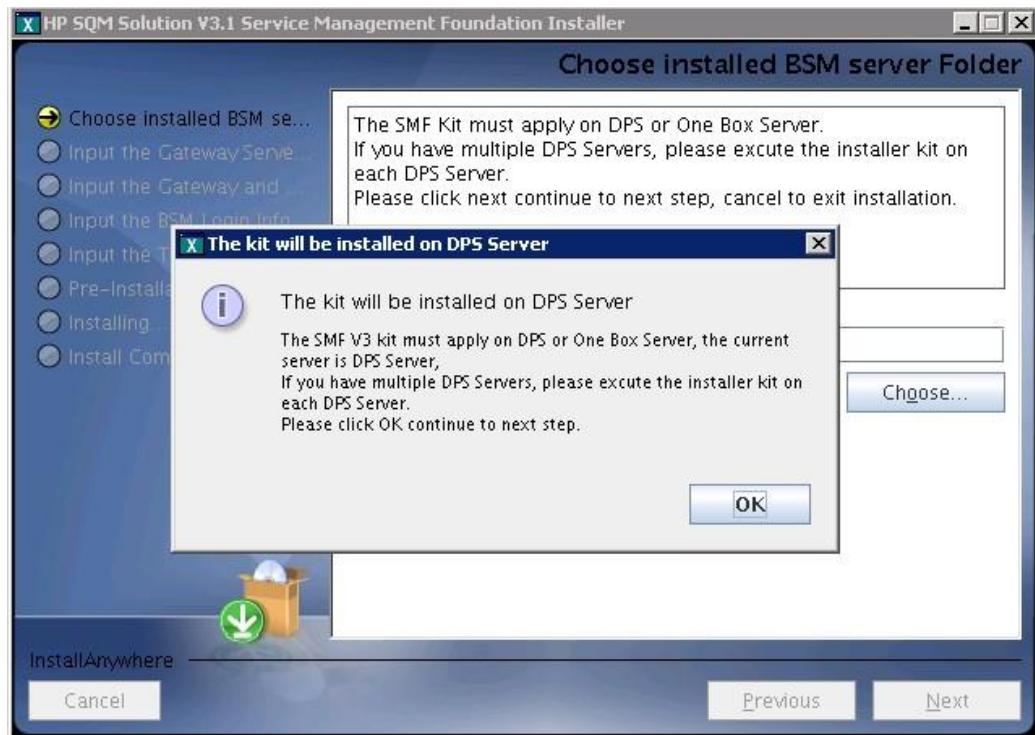 HP SQM Solution V3.1 Service Management Foundation Installer
Choose installed BSM server Folder
Choose installed BSM se...
Input the Gateway Serve...
Input the Gateway and ...
Input the BSM Login Info...
Input the T
Pre-Installa
Installing...
Install Com
The SMF Kit must apply on DPS or One Box Server.
If you have multiple DPS Servers, please excute the installer kit on
each DPS Server.
Please click next continue to next step, cancel to exit installation.
The kit will be installed on DPS Server
The kit will be installed on DPS Server
The SMF V3 kit must apply on DPS or One Box Server, the current
server is DPS Server,
If you have multiple DPS Servers, please excute the installer kit on
each DPS Server.
Please click OK continue to next step.
OK
Choose...
InstallAnywhere
Cancel
Previous
Next